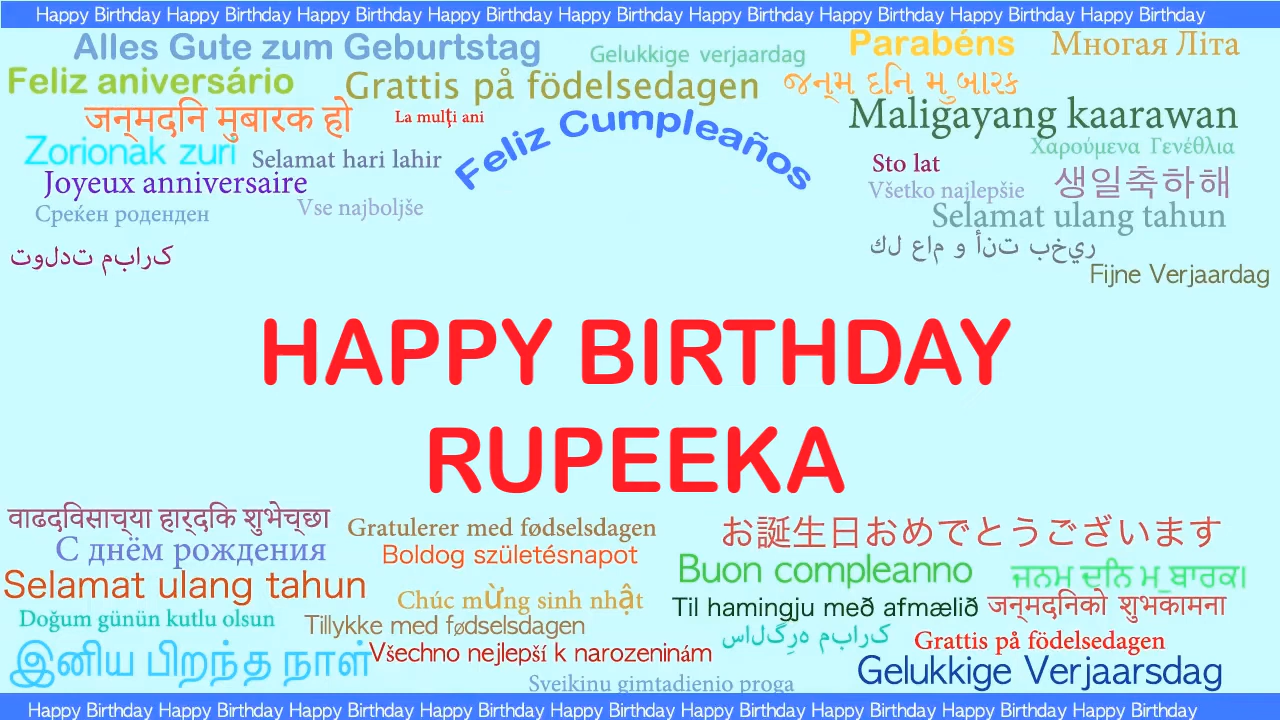 Happy Birthday Happy Birthday Happy Birthday Happy Birthday Happy Birthday Happy Birthday Happy Birthday Happy Birthday Happy Birthday
Alles Gute zum Geburtstag
Gelukkige verjaardag
Parabéns
Многая Літа
Feliz aniversário
Grattis på födelsedagen
જન્મ દિન મુબારક
जन्मदिन मुबारक हो
La mulţi ani
Feliz Cumpleaños
Maligayang kaarawan
Zorionak zuri
Selamat hari lahir
Χαρούμενα Γενέθλια
Sto lat
Joyeux anniversaire
Všetko najlepšie
생일축하해
Среќен роденден
Vse najboljše
Selamat ulang tahun
تولدت مبارک
كل عام و أنت بخير
Fijne Verjaardag
HAPPY BIRTHDAY
RUPEEKA
वाढदिवसाच्या हार्दिक शुभेच्छा
Gratulerer med fødselsdagen
お誕生日おめでとうございます
С днём рождения
Boldog születésnapot
Buon compleanno
ਜਨਮ ਦਿਨ ਮੁਬਾਰਕ।
Selamat ulang tahun
Chúc mừng sinh nhật
Til hamingju með afmælið
जन्मदिनको शुभकामना
Doğum günün kutlu olsun
Tillykke med fødselsdagen
سالگرہ مبارک
Grattis på födelsedagen
இனிய பிறந்த நாள்
Všechno nejlepší k narozeninám
Gelukkige Verjaarsdag
Sveikinu gimtadienio proga
Happy Birthday Happy Birthday Happy Birthday Happy Birthday Happy Birthday Happy Birthday Happy Birthday Happy Birthday Happy Birthday